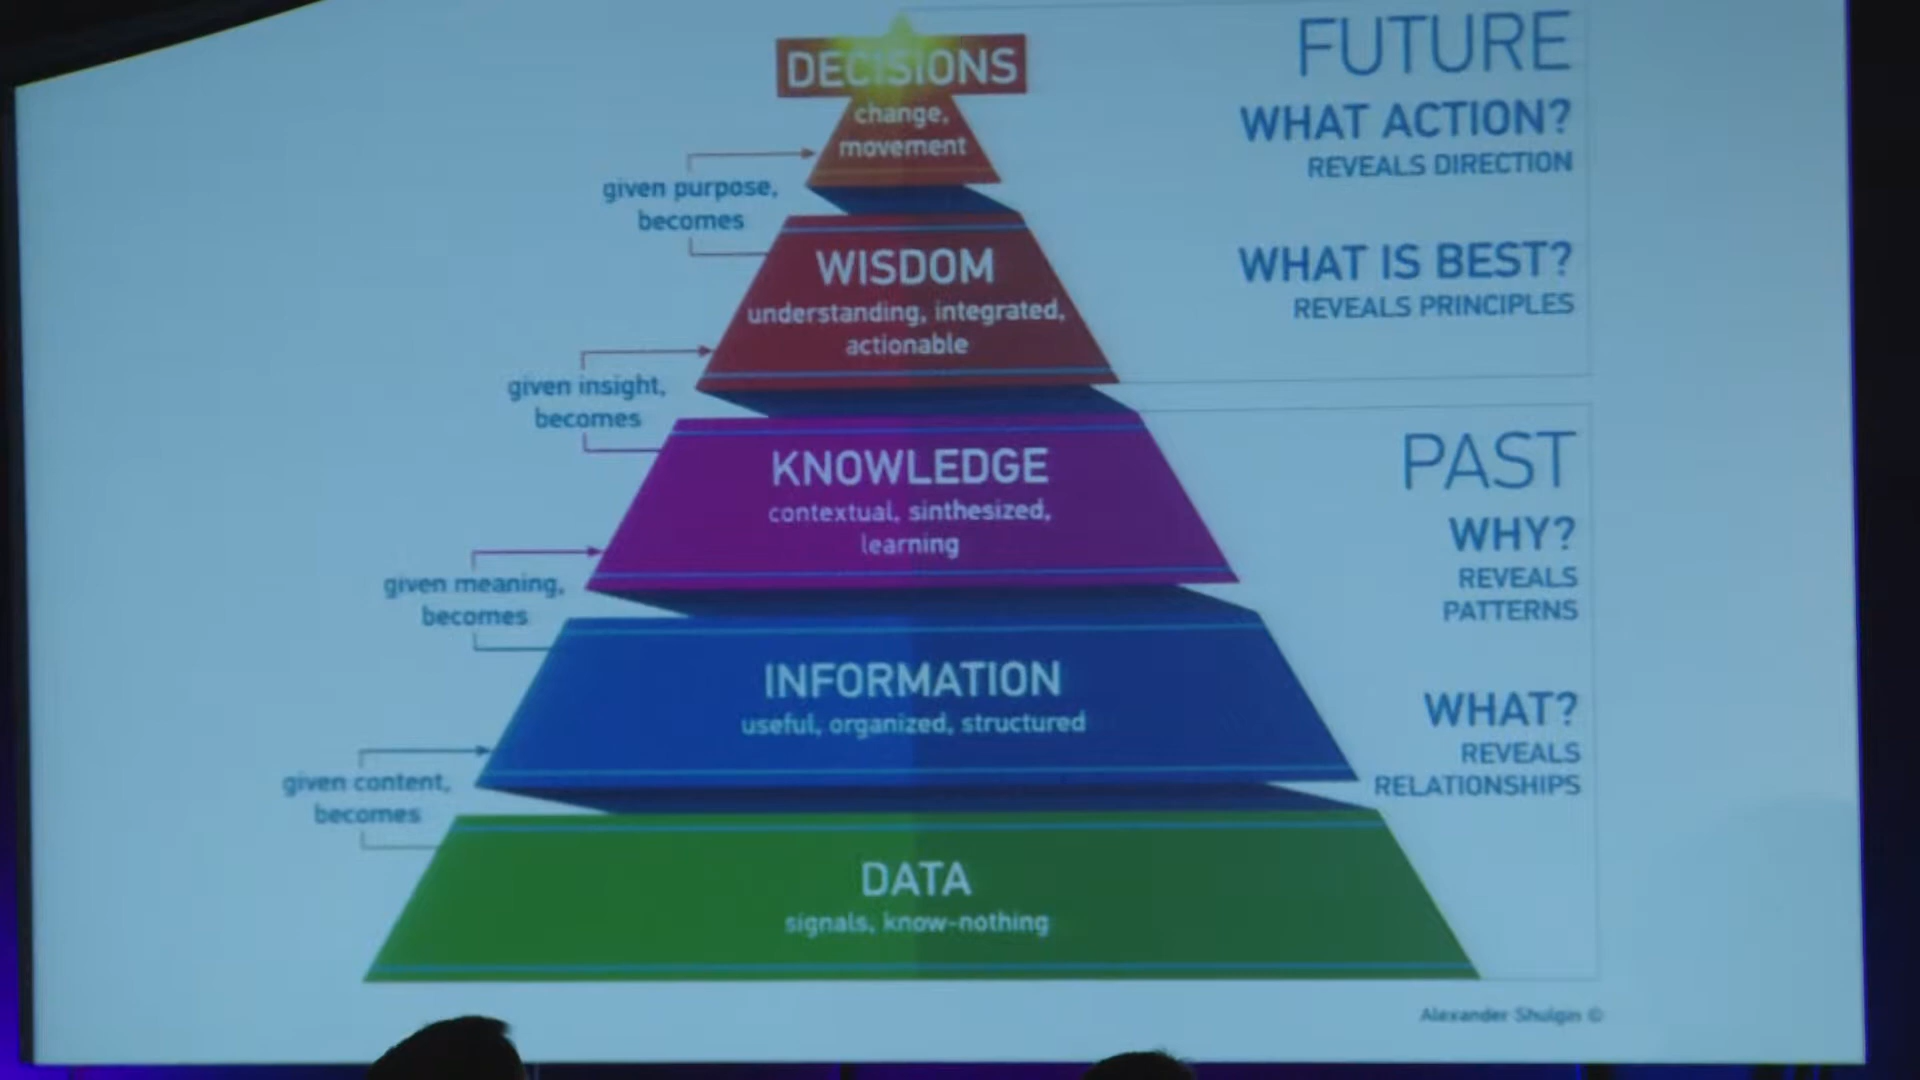 DECISIONS
change,
movement
given purpose,
becomes
WISDOM
understanding, integrated,
actionable
given insight,
becomes
KNOWLEDGE
contextual, sinthesized,
learning
given meaning,
becomes
INFORMATION
useful, organized, structured
given content,
becomes
DATA
signals, know-nothing
FUTURE
WHAT ACTION?
REVEALS DIRECTION
WHAT IS BEST?
REVEALS PRINCIPLES
PAST
WHY?
REVEALS
PATTERNS
WHAT?
REVEALS
RELATIONSHIPS
Alexander Shulgin ©